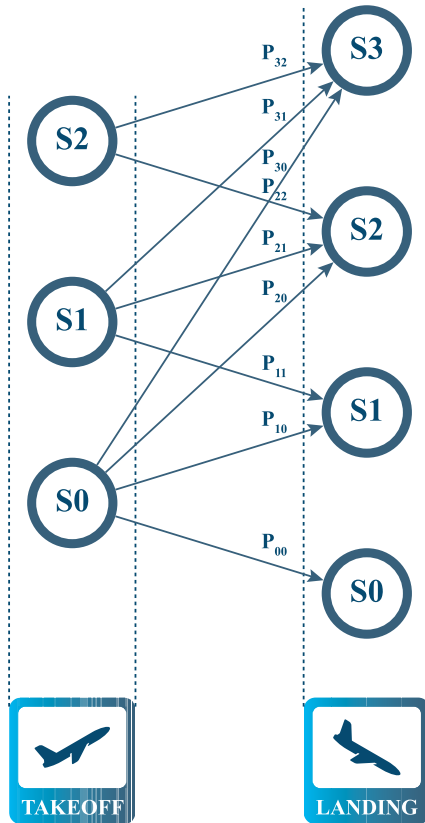 S3
P32
S2
P31
P30
P22
S2
P21
P20
S1
P11
S1
P10
S0
P00
S0
TAKEOFF
LANDING